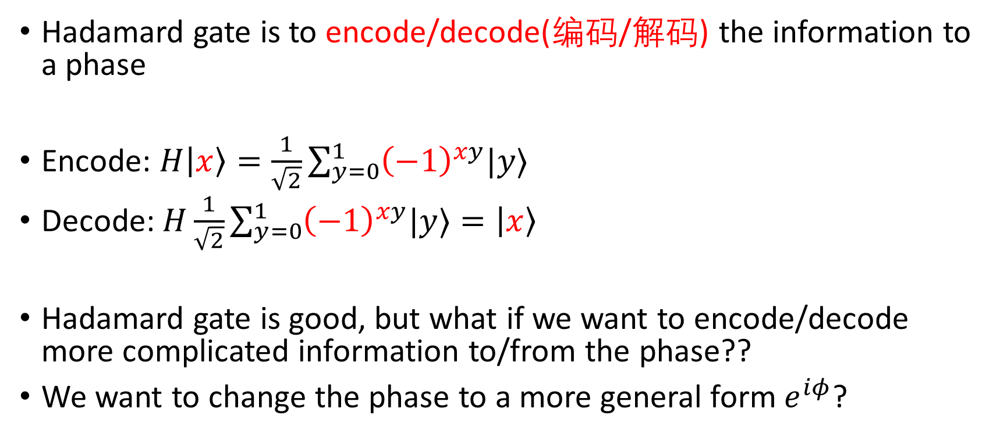 • Hadamard gate is to encode/decode(编码/解码) the information to
a phase
• Encode: $H|x\rangle = \frac{1}{\sqrt{2}}\sum_{y=0}^{1}(-1)^{xy}|y\rangle$
• Decode: $H\frac{1}{\sqrt{2}}\sum_{y=0}^{1}(-1)^{xy}|y\rangle = |x\rangle$
• Hadamard gate is good, but what if we want to encode/decode
more complicated information to/from the phase??
• We want to change the phase to a more general form $e^{i\phi}$?